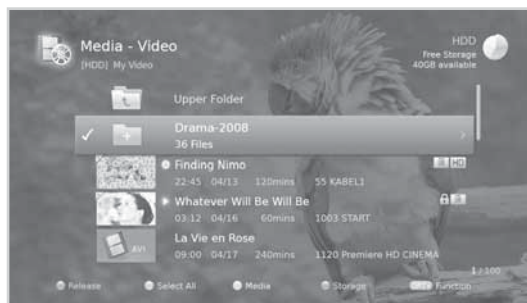 Media - Video
[HDD] My Video
HDD
Free Storage
40GB available
Upper Folder
Drama-2008
36 Files
Finding Nimo
HD
22:45 04/13 120mins 55 KABEL1
Whatever Will Be Will Be
03:12 04/16 60mins 1003 START
La Vie en Rose
AVI
09:00 04/17 240mins 1120 Premiere HD CINEMA
1/100
Release Select All Media Storage Function